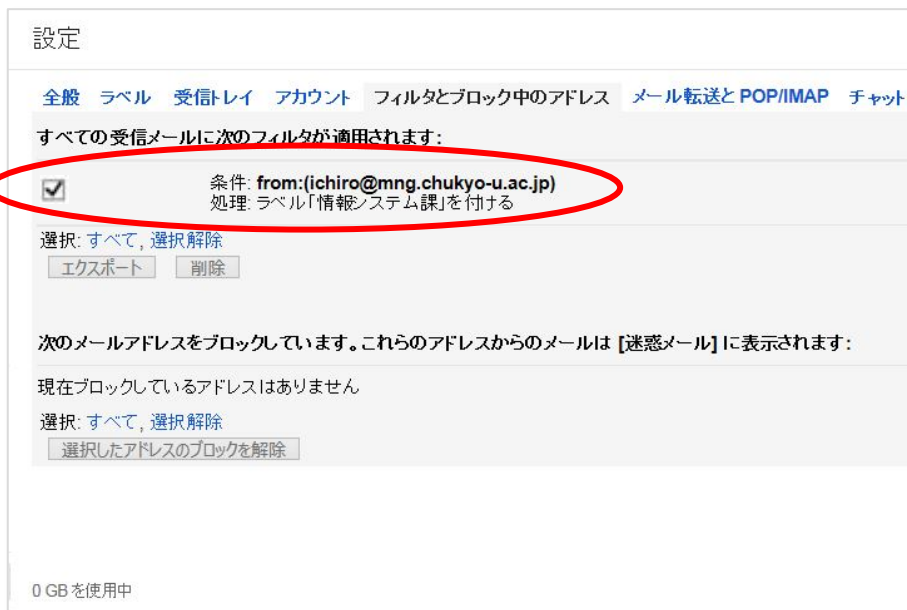 設定
全般 ラベル 受信トレイ アカウント フィルタとブロック中のアドレス メール転送と POP/IMAP チャット
すべての受信メールに次のフィルタが適用されます:
条件: from:(ichiro@mng.chukyo-u.ac.jp)
処理: ラベル「情報システム課」を付ける
選択: すべて, 選択解除
エクスポート 削除
次のメールアドレスをブロックしています。これらのアドレスからのメールは [迷惑メール] に表示されます:
現在ブロックしているアドレスはありません
選択: すべて, 選択解除
選択したアドレスのブロックを解除
0 GB を使用中